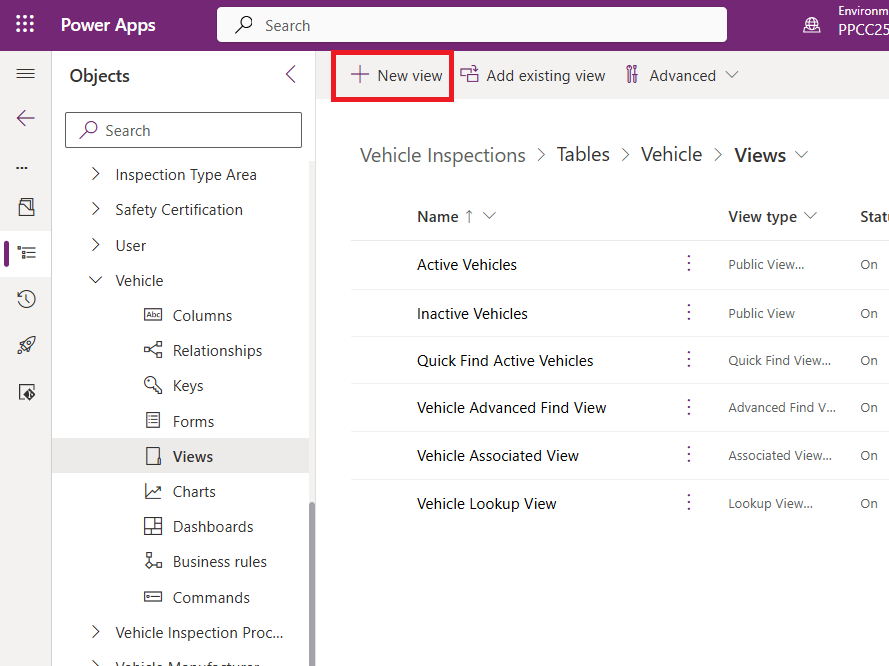 Power Apps
Search
Environm
PPCC25
Objects
New view
Add existing view
Advanced
Search
Vehicle Inspections > Tables > Vehicle > Views
Inspection Type Area
Safety Certification
User
Vehicle
Abc Columns
Relationships
Keys
Forms
Views
Charts
Dashboards
Business rules
Commands
Vehicle Inspection Proc...
Vehicle Manufacturer
Name ↑ View type Statu
Active Vehicles Public View... On
Inactive Vehicles Public View On
Quick Find Active Vehicles Quick Find View... On
Vehicle Advanced Find View Advanced Find V... On
Vehicle Associated View Associated View... On
Vehicle Lookup View Lookup View... On